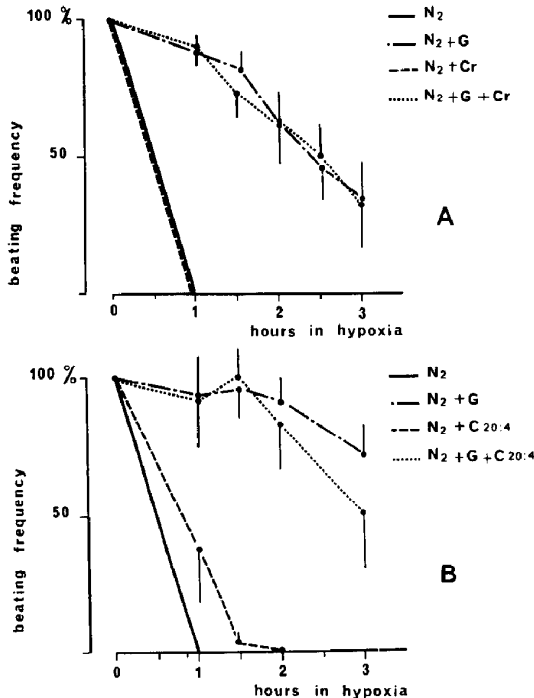 100 %
50
beating frequency
0 1 2 3
hours in hypoxia
N2
N2+G
N2+Cr
N2+G+Cr
A
100 %
50
beating frequency
0 1 2 3
hours in hypoxia
N2
N2+G
N2+C 20:4
N2+G+C 20:4
B